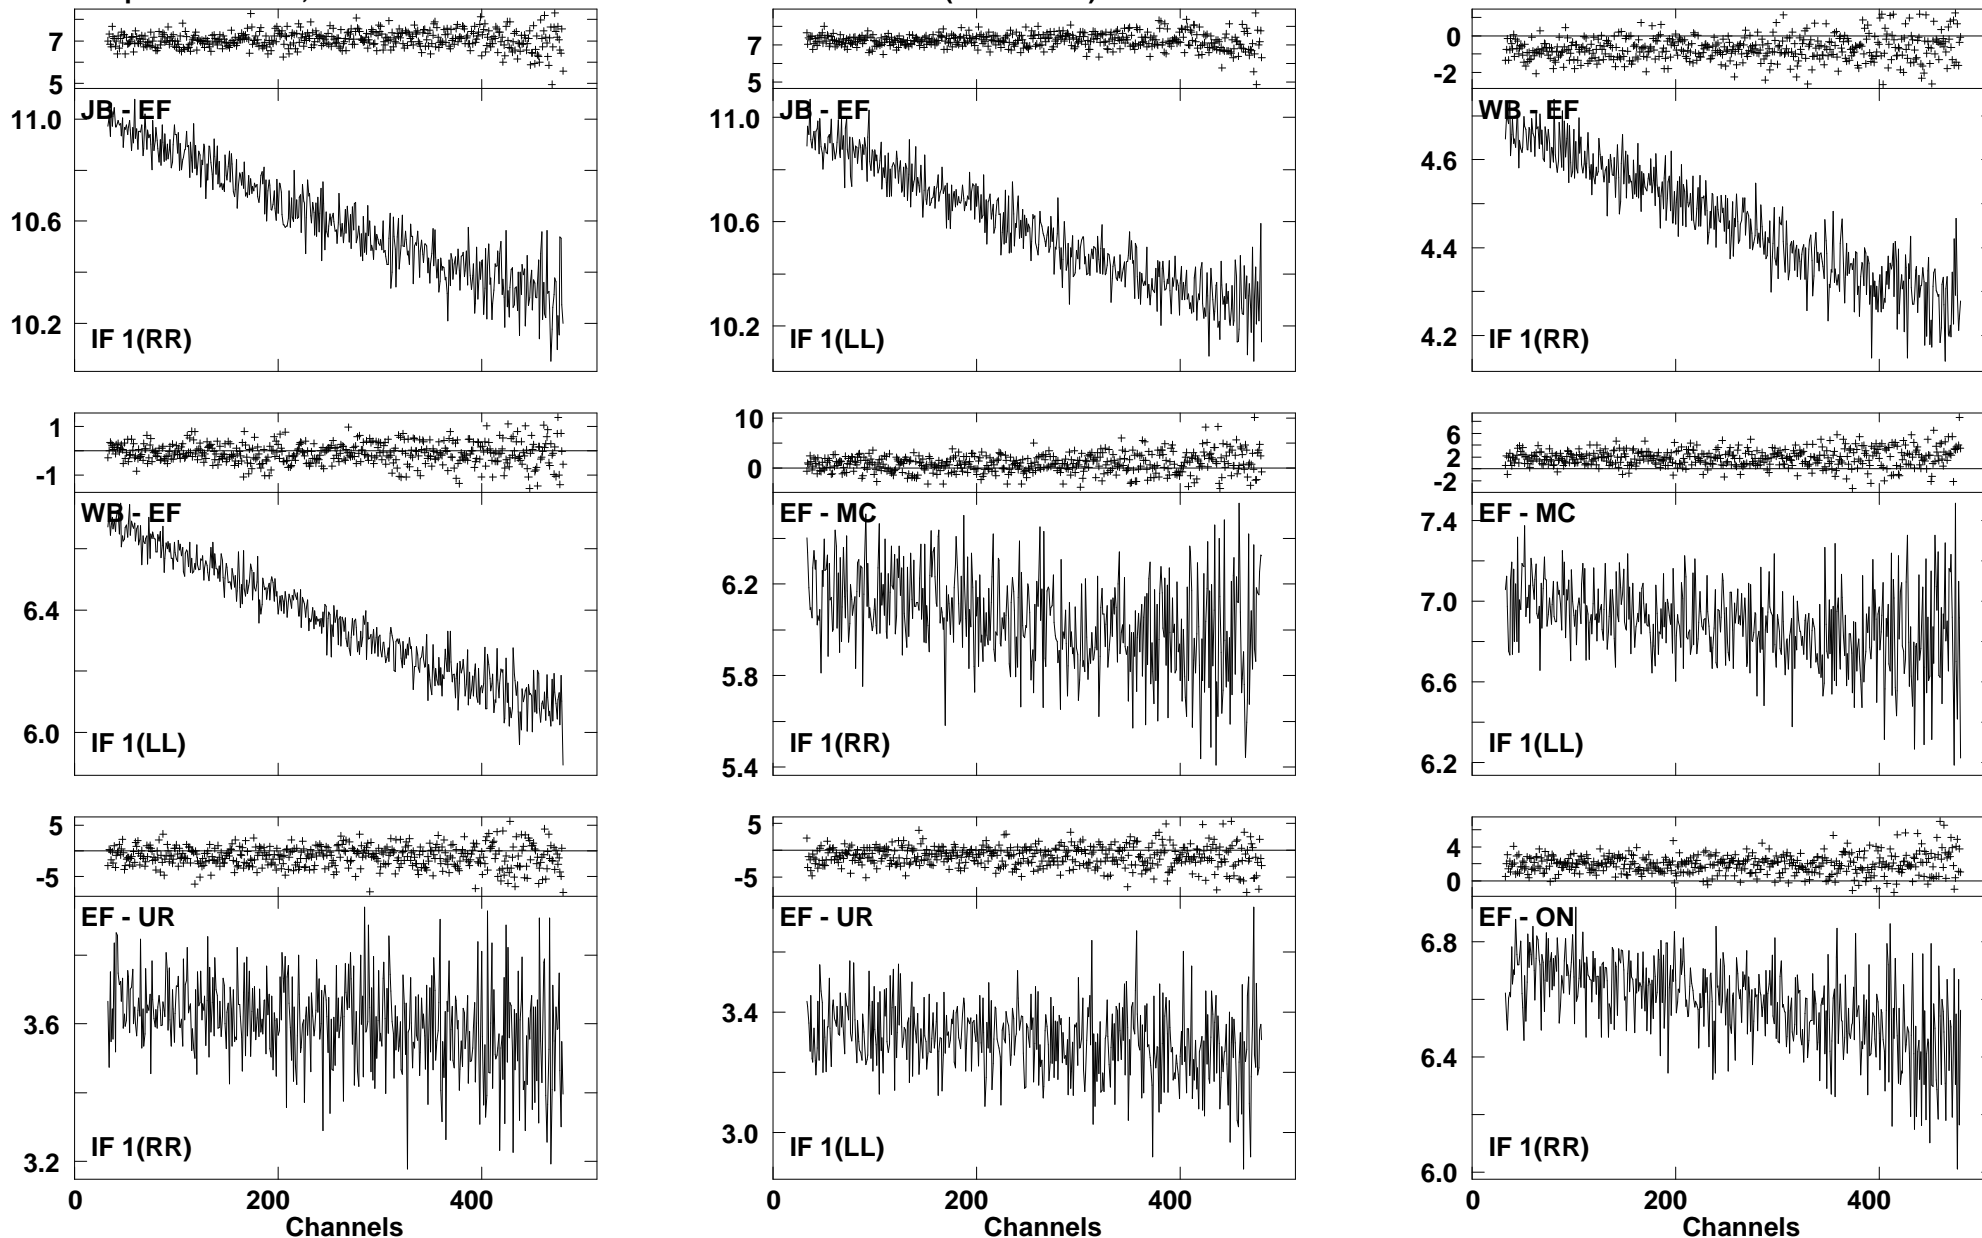 7
5
JB - EF
11.0
10.6
10.2
IF 1(RR)
7
5
JB - EF
11.0
10.6
10.2
IF 1(LL)
0
-2
WB - EF
4.6
4.4
4.2
IF 1(RR)
1
-1
WB - EF
6.4
6.0
IF 1(LL)
10
0
EF - MC
6.2
5.8
5.4
IF 1(RR)
6
2
-2
EF - MC
7.4
7.0
6.6
6.2
IF 1(LL)
5
-5
EF - UR
3.6
3.2
IF 1(RR)
0 200 400
Channels
5
-5
EF - UR
3.4
3.0
IF 1(LL)
0 200 400
Channels
4
0
EF - ON
6.8
6.4
6.0
IF 1(RR)
0 200 400
Channels